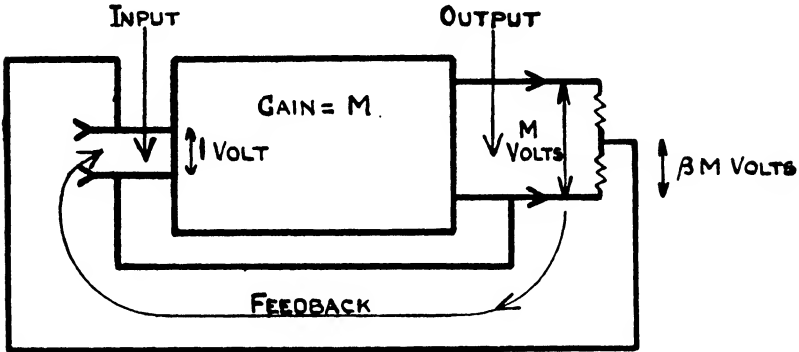 INPUT
OUTPUT
GAIN = M.
1 VOLT
M
VOLTS
βM VOLTS
FEEDBACK